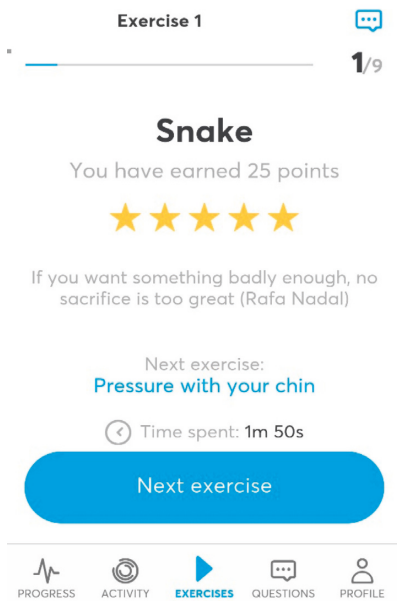 Exercise 1
1/9
Snake
You have earned 25 points
If you want something badly enough, no
sacrifice is too great (Rafa Nadal)
Next exercise:
Pressure with your chin
Time spent: 1m 50s
Next exercise
PROGRESS ACTIVITY EXERCISES QUESTIONS PROFILE